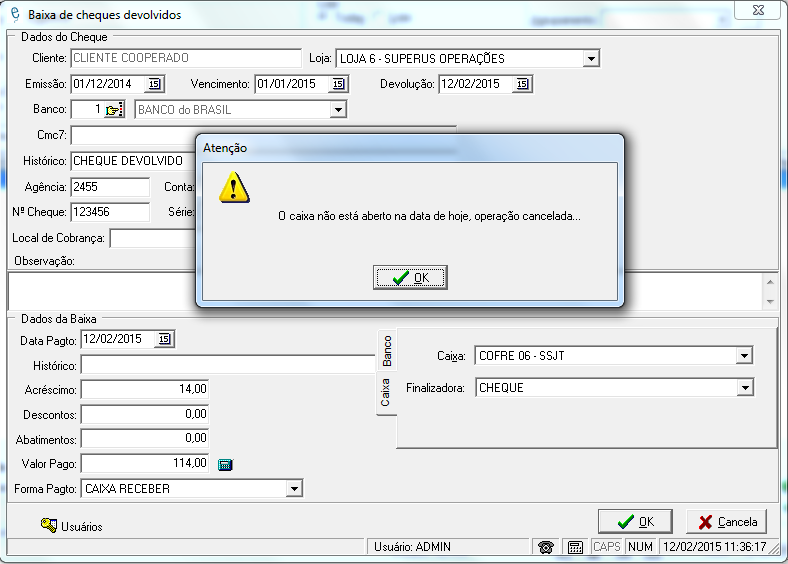 Baixa de cheques devolvidos
Dados do Cheque
Cliente: CLIENTE COOPERADO Loja: LOJA 6 - SUPERUS OPERAÇÕES
Emissão: 01/12/2014 15 Vencimento: 01/01/2015 15 Devolução: 12/02/2015 15
Banco: 1 BANCO do BRASIL
Cmc7:
Histórico: CHEQUE DEVOLVIDO
Agência: 2455 Conta:
Nº Cheque: 123456 Série:
Local de Cobrança:
Observação:
Atenção
O caixa não está aberto na data de hoje, operação cancelada...
OK
Dados da Baixa
Data Pagto: 12/02/2015 15
Histórico:
Acréscimo: 14,00
Descontos: 0,00
Abatimentos: 0,00
Valor Pago: 114,00
Forma Pagto: CAIXA RECEBER
Banco
Caixa
Caixa: COFRE 06 - SSJT
Finalizadora: CHEQUE
Usuários
OK Cancela
Usuário: ADMIN CAPS NUM 12/02/2015 11:36:17